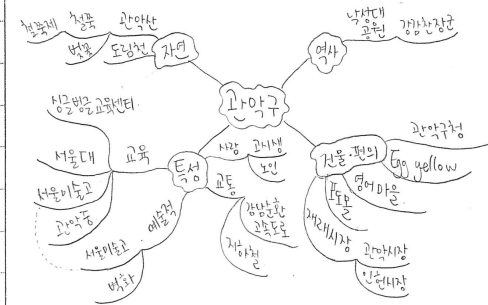 관악구
자연
관악산
철쭉
철쭉제
벚꽃
도림천
역사
낙성대
공원
강감찬장군
특성
사람
고시생
노인
교통
강남순환
고속도로
지하철
교육
싱글벙글교육센터
서울대
서울미술고
관악중
예술적
서울미술고
벽화
건물·편의
관악구청
Egg yellow
영어마을
포도몰
재래시장
관악시장
인헌시장